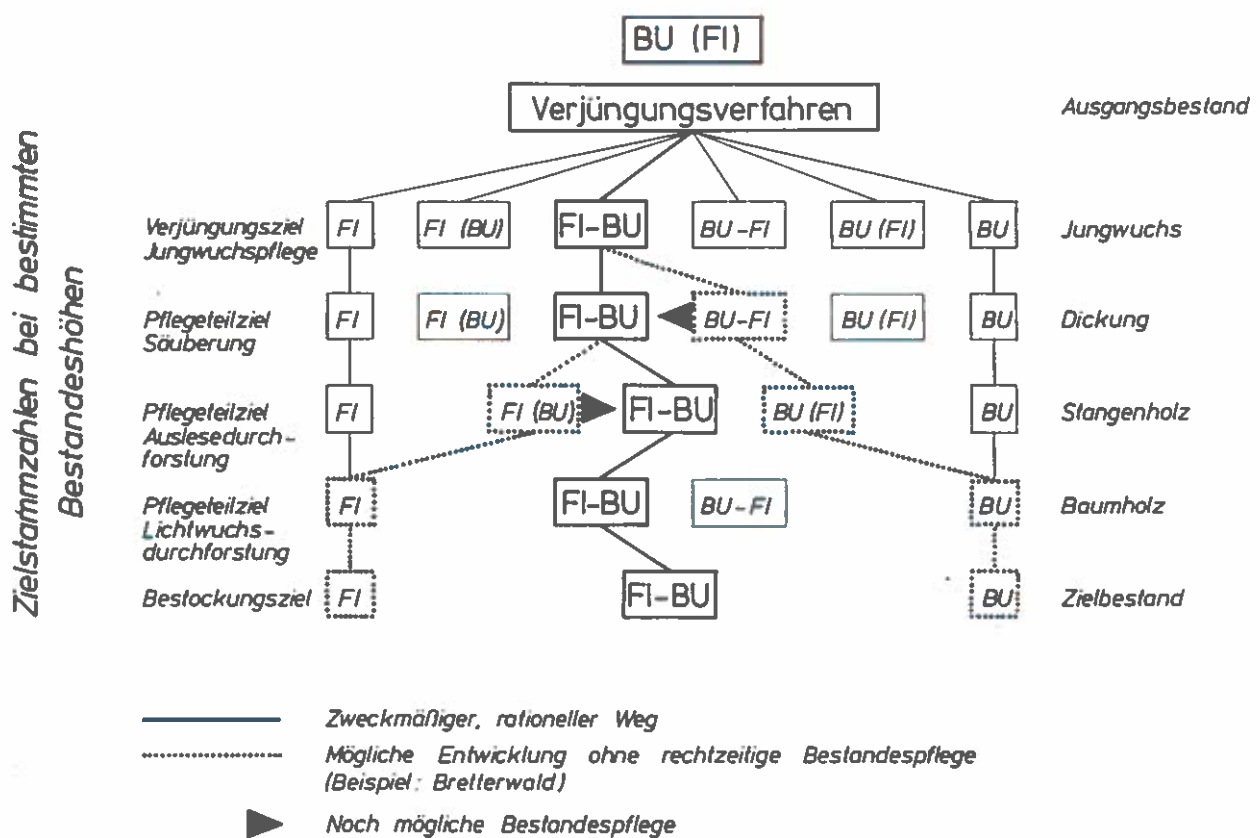 BU (FI)
Verjüngungsverfahren
Ausgangsbestand
Zielstammzahlen bei bestimmten
Bestandeshöhen
Verjüngungsziel
Jungwuchspflege
FI
FI (BU)
FI-BU
BU-FI
BU (FI)
BU
Jungwuchs
Pflegeteilziel
Säuberung
FI
FI (BU)
FI-BU
BU-FI
BU (FI)
BU
Dickung
Pflegeteilziel
Auslesedurch-
forstung
FI
FI (BU)
FI-BU
BU (FI)
BU
Stangenholz
Pflegeteilziel
Lichtwuchs-
durchforstung
FI
FI-BU
BU-FI
BU
Baumholz
Bestockungsziel
FI
FI-BU
BU
Zielbestand
Zweckmäßiger, rationeller Weg
Mögliche Entwicklung ohne rechtzeitige Bestandespflege
(Beispiel: Bretterwald)
Noch mögliche Bestandespflege